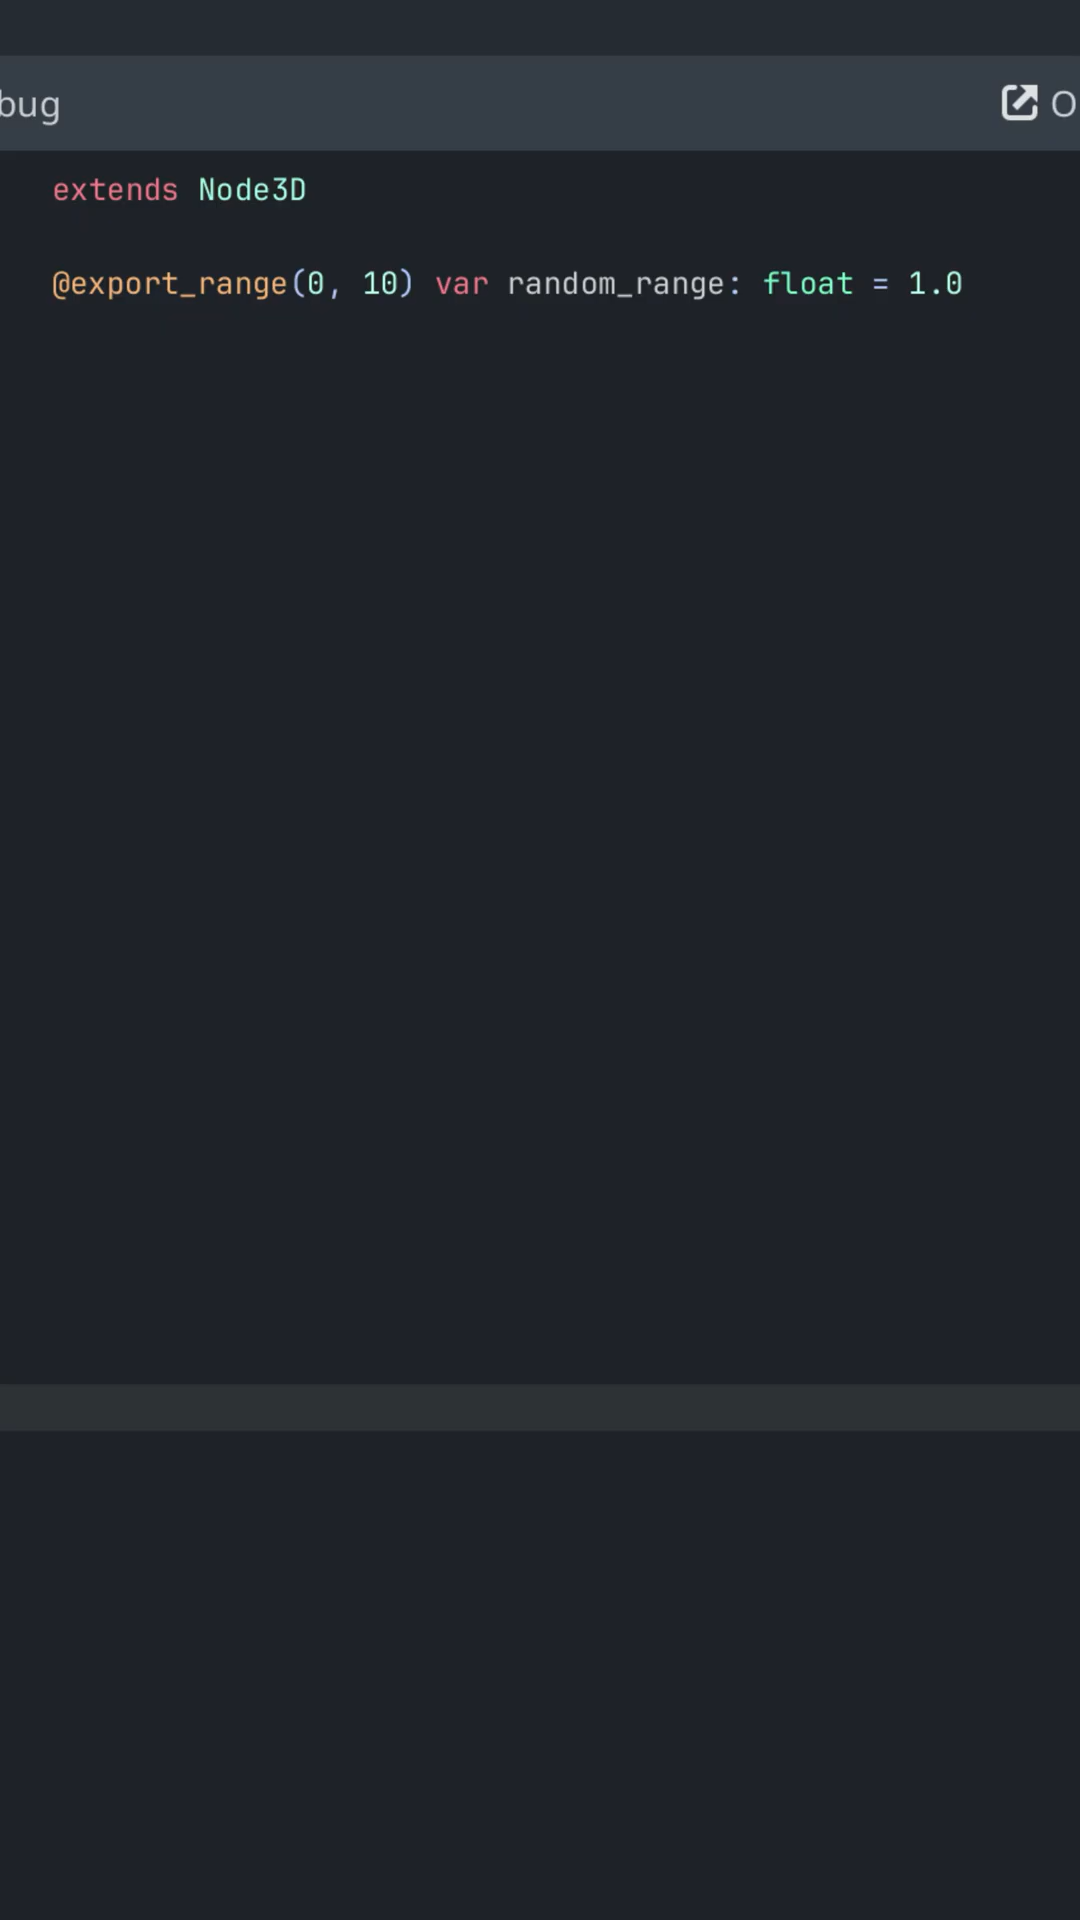 bug
O
extends Node3D
@export_range(0, 10) var random_range: float = 1.0